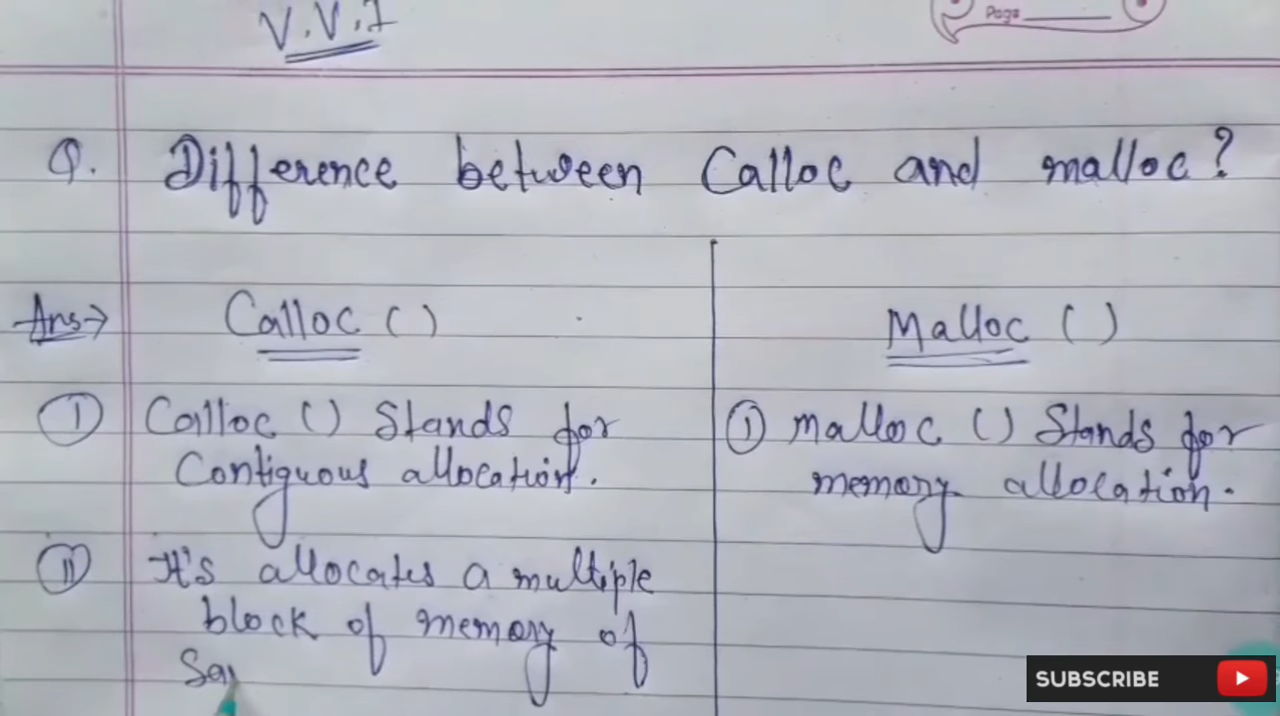 V.V.I
Page
Q. Difference between Calloc and malloc?
Ans→ Calloc ()
Malloc ()
I Calloc () Stands for
Contiguous allocation.
I malloc () Stands for
memory allocation.
II It's allocates a multiple
block of memory of
Sa
SUBSCRIBE